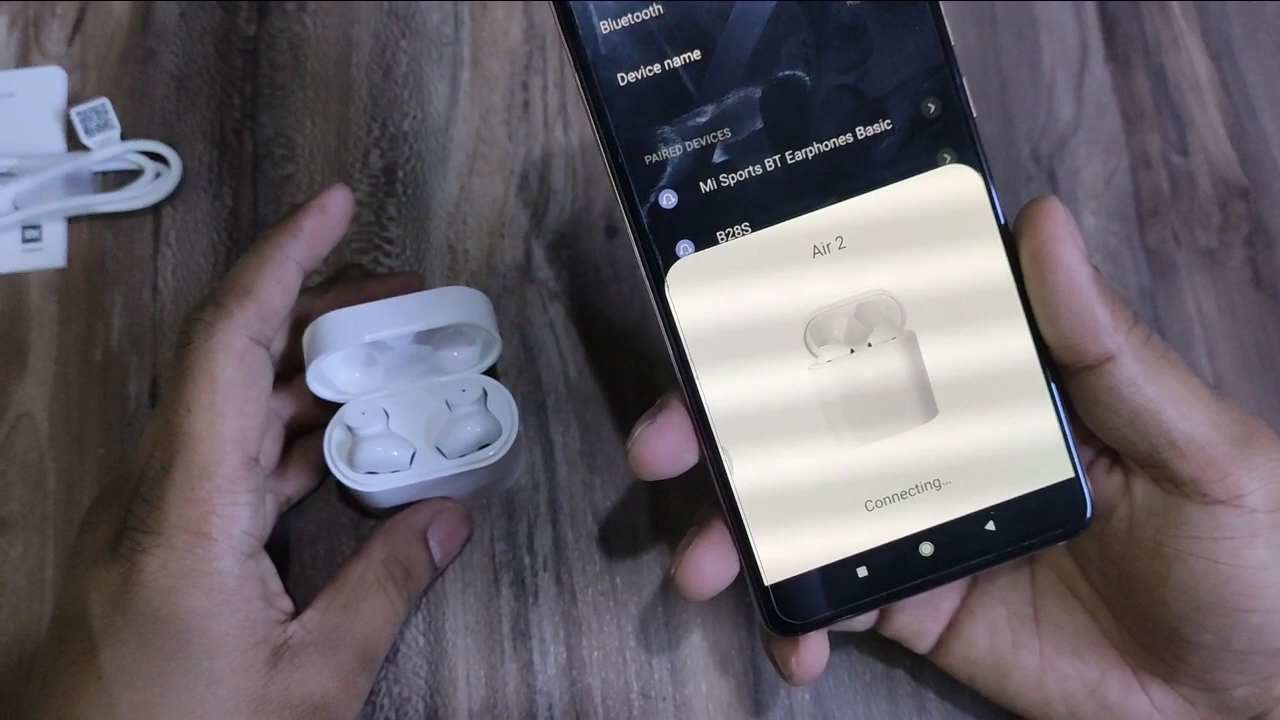 Bluetooth
Device name
PAIRED DEVICES
Mi Sports BT Earphones Basic
B28S
Air 2
Connecting...